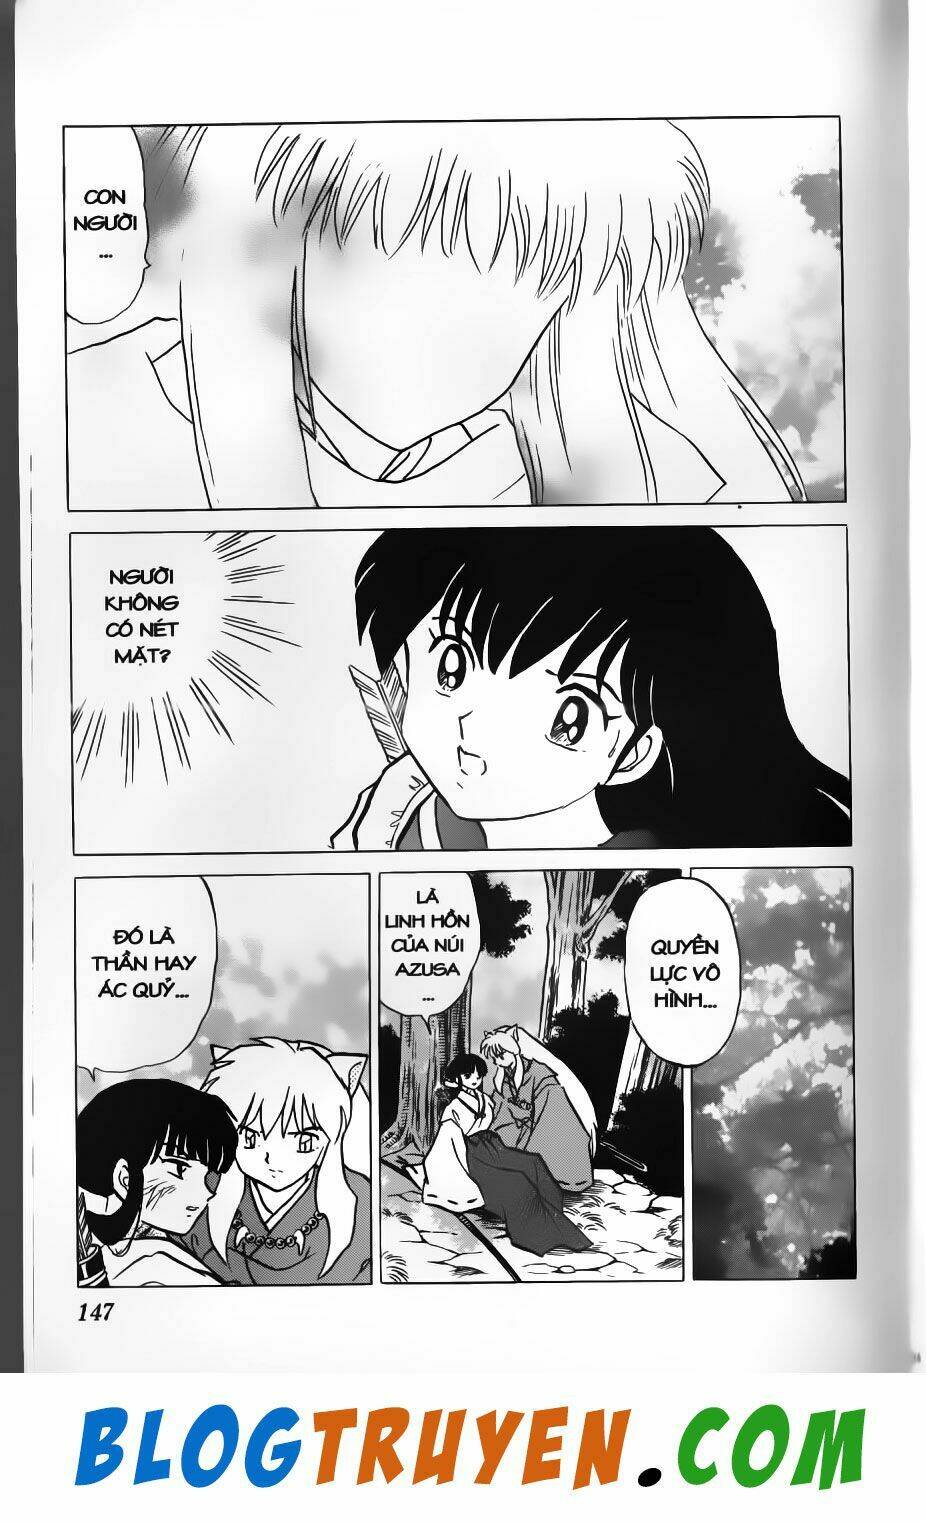 CON
NGƯỜI
...
NGƯỜI
KHÔNG
CÓ NÉT
MẶT?
ĐÓ LÀ
THẦN HAY
ÁC QUỶ...
LÀ
LINH HỒN
CỦA NÚI
AZUSA
...
QUYỀN
LỰC VÔ
HÌNH...
147
BLOGTRUYEN.COM